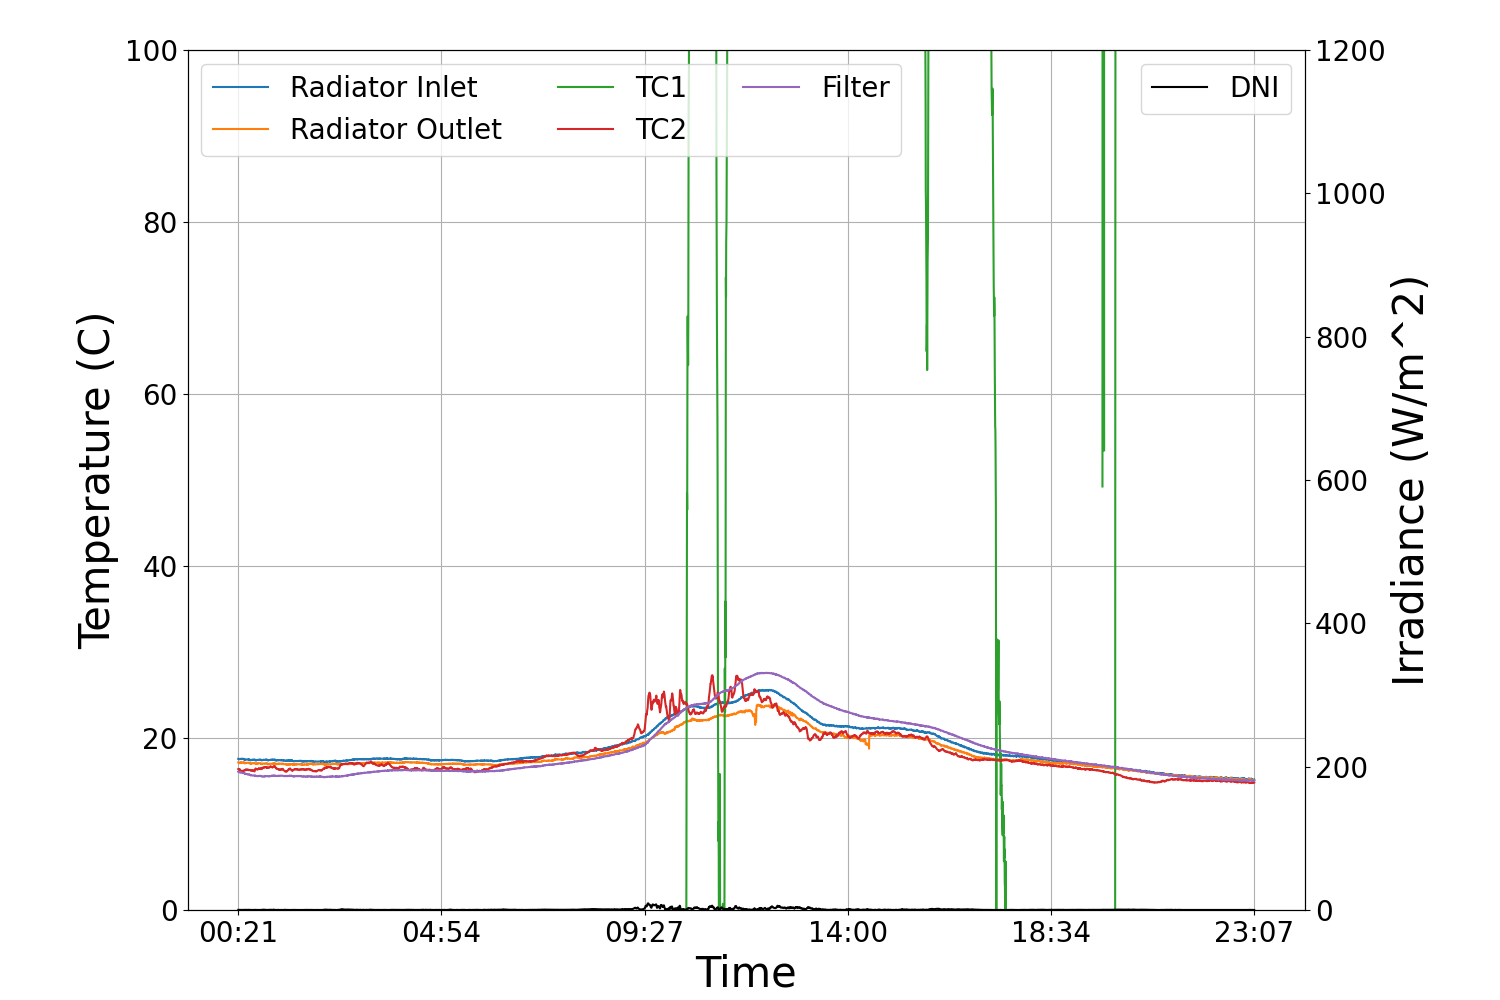 100
80
60
40
20
0
Temperature (C)
Radiator Inlet
Radiator Outlet
TC1
TC2
Filter
DNI
1200
1000
800
600
400
200
0
Irradiance (W/m^2)
00:21 04:54 09:27 14:00 18:34 23:07
Time